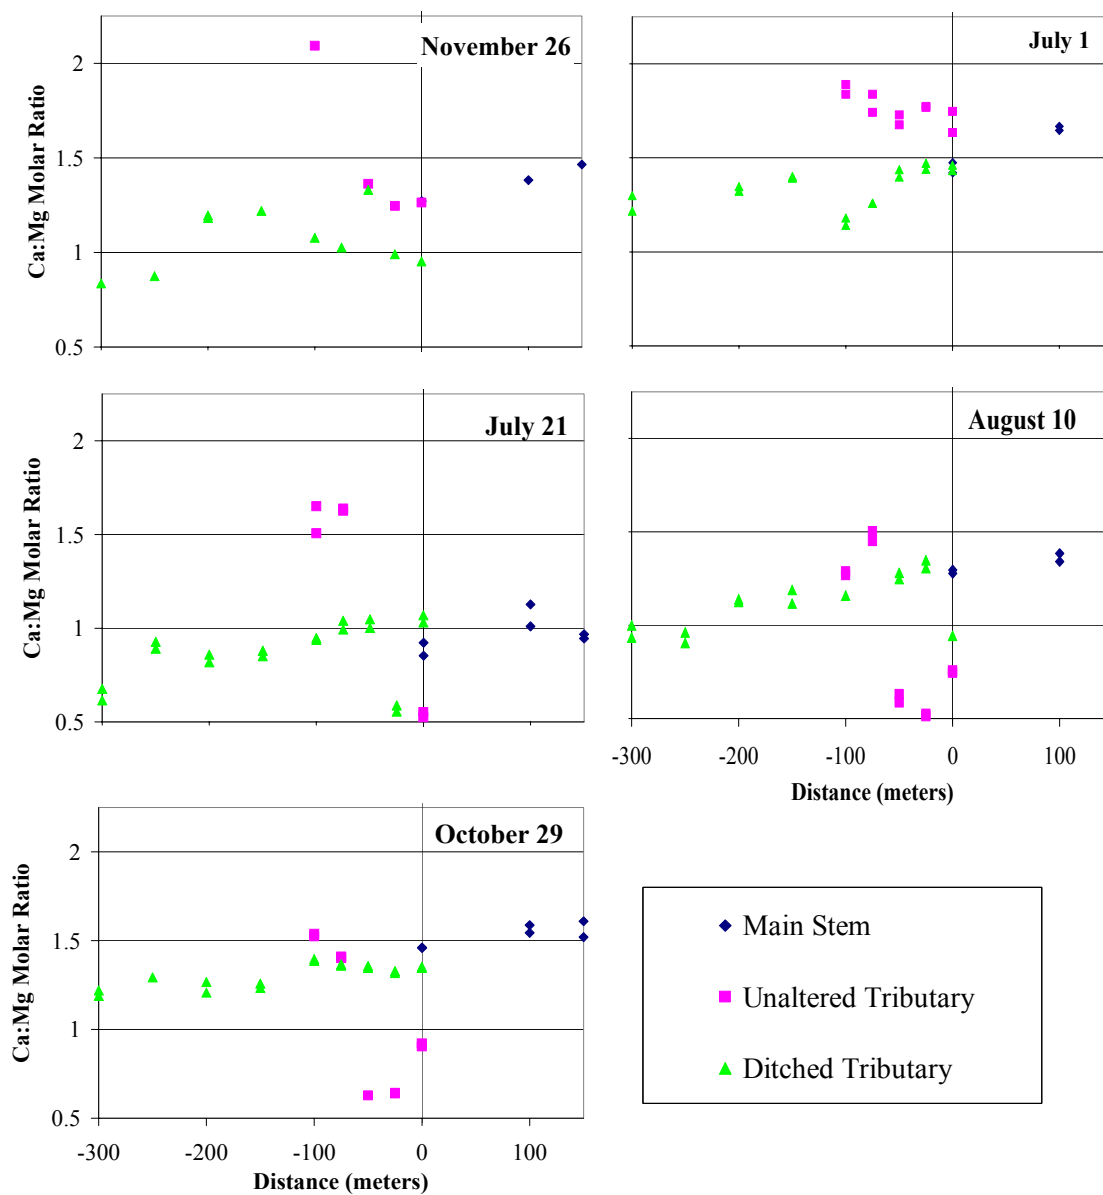 November 26
2
1.5
1
0.5
Ca:Mg Molar Ratio
July 1
July 21
2
1.5
1
0.5
Ca:Mg Molar Ratio
August 10
-300 -200 -100 0 100
Distance (meters)
October 29
2
1.5
1
0.5
Ca:Mg Molar Ratio
-300 -200 -100 0 100
Distance (meters)
Main Stem
Unaltered Tributary
Ditched Tributary